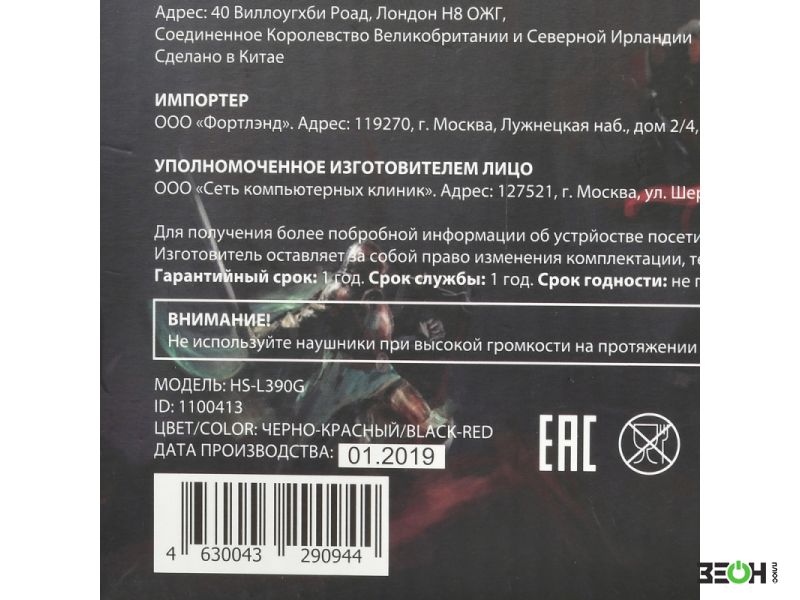 Адрес: 40 Виллоугхби Роад, Лондон Н8 ОЖГ,
Соединенное Королевство Великобритании и Северной Ирландии
Сделано в Китае
ИМПОРТЕР
ООО «Фортлэнд». Адрес: 119270, г. Москва, Лужнецкая наб., дом 2/4,
УПОЛНОМОЧЕННОЕ ИЗГОТОВИТЕЛЕМ ЛИЦО
ООО «Сеть компьютерных клиник». Адрес: 127521, г. Москва, ул. Шер
Для получения более побробной информации об устрйостве посети
Изготовитель оставляет за собой право изменения комплектации, те
Гарантийный срок: 1 год. Срок службы: 1 год. Срок годности: не г
ВНИМАНИЕ!
Не используйте наушники при высокой громкости на протяжении
МОДЕЛЬ: HS-L390G
ID: 1100413
ЦВЕТ/COLOR: ЧЕРНО-КРАСНЫЙ/BLACK-RED
ДАТА ПРОИЗВОДСТВА: 01.2019
EAC
4 630043 290944
ЗЕОН